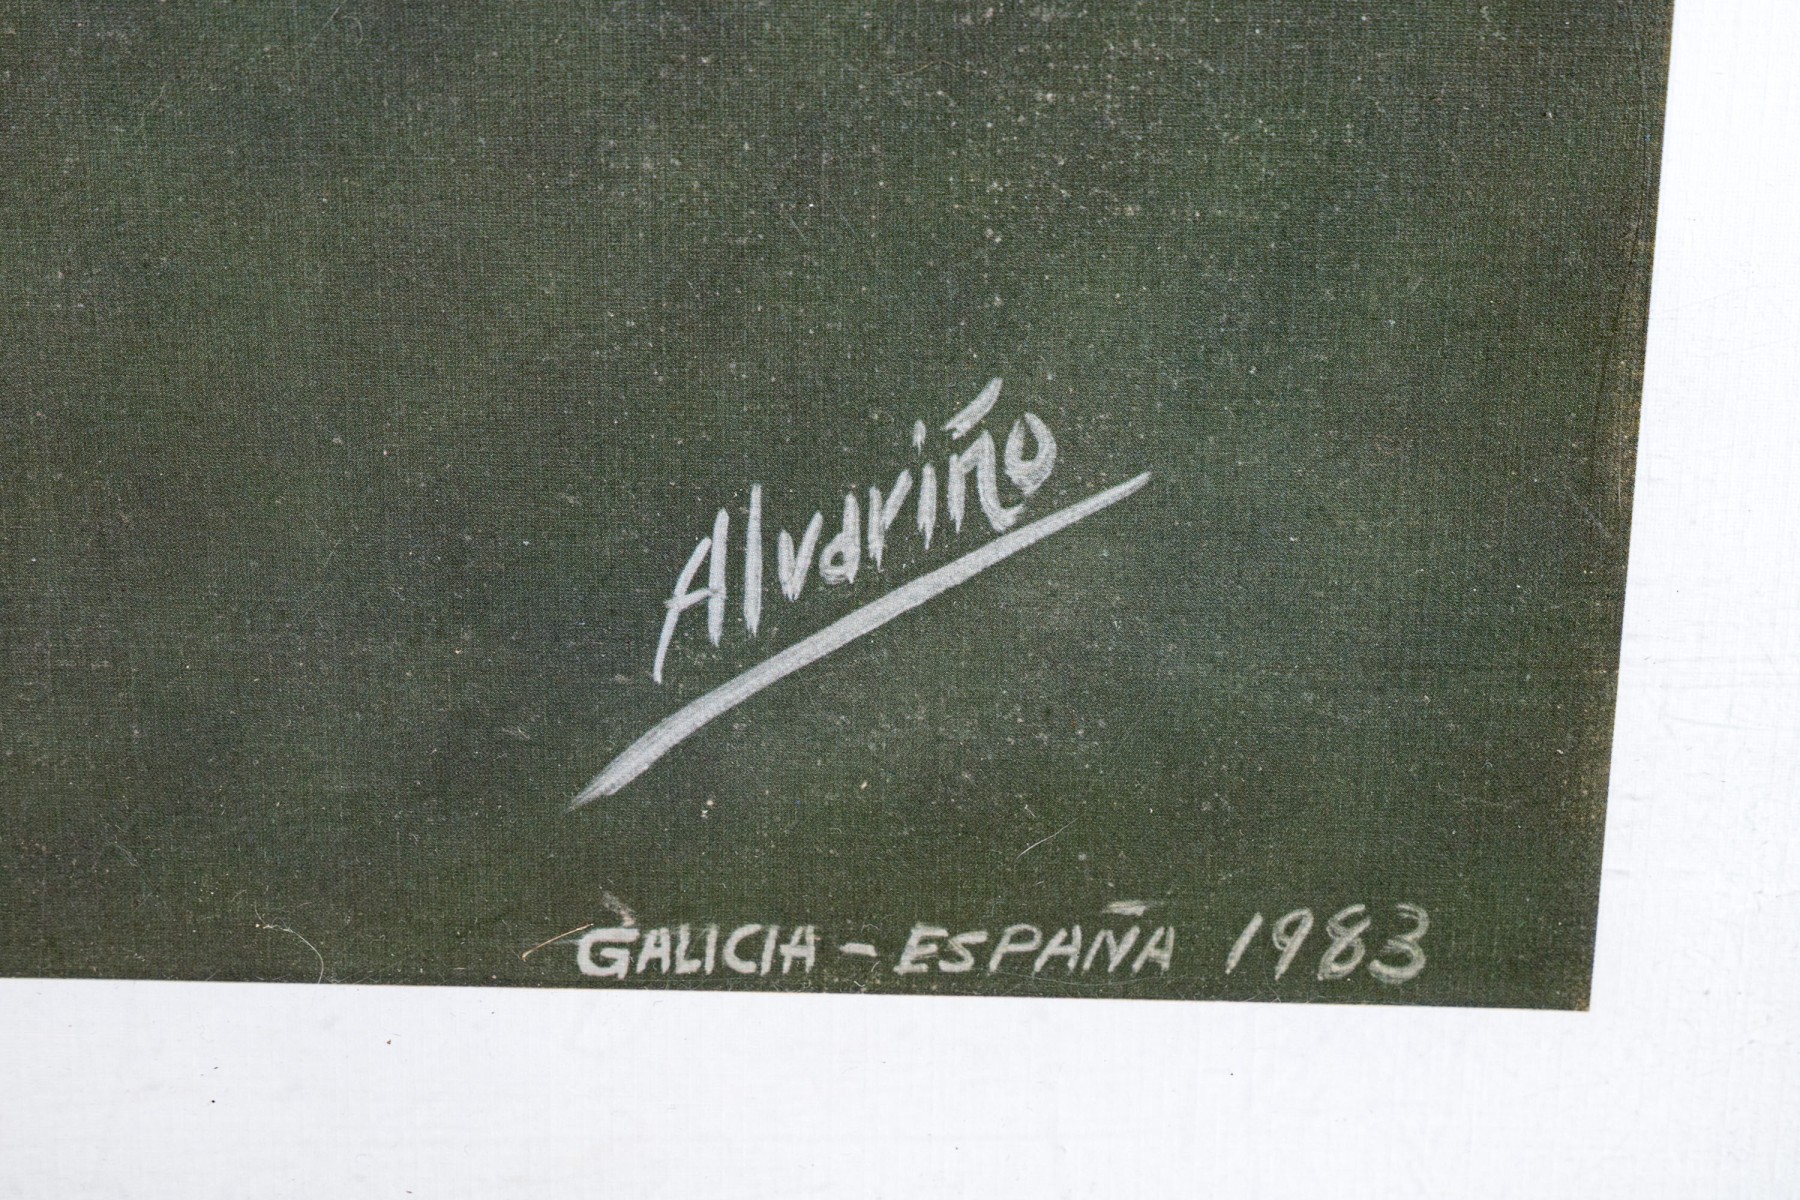 Alvariño
GALICIA - ESPAÑA 1983